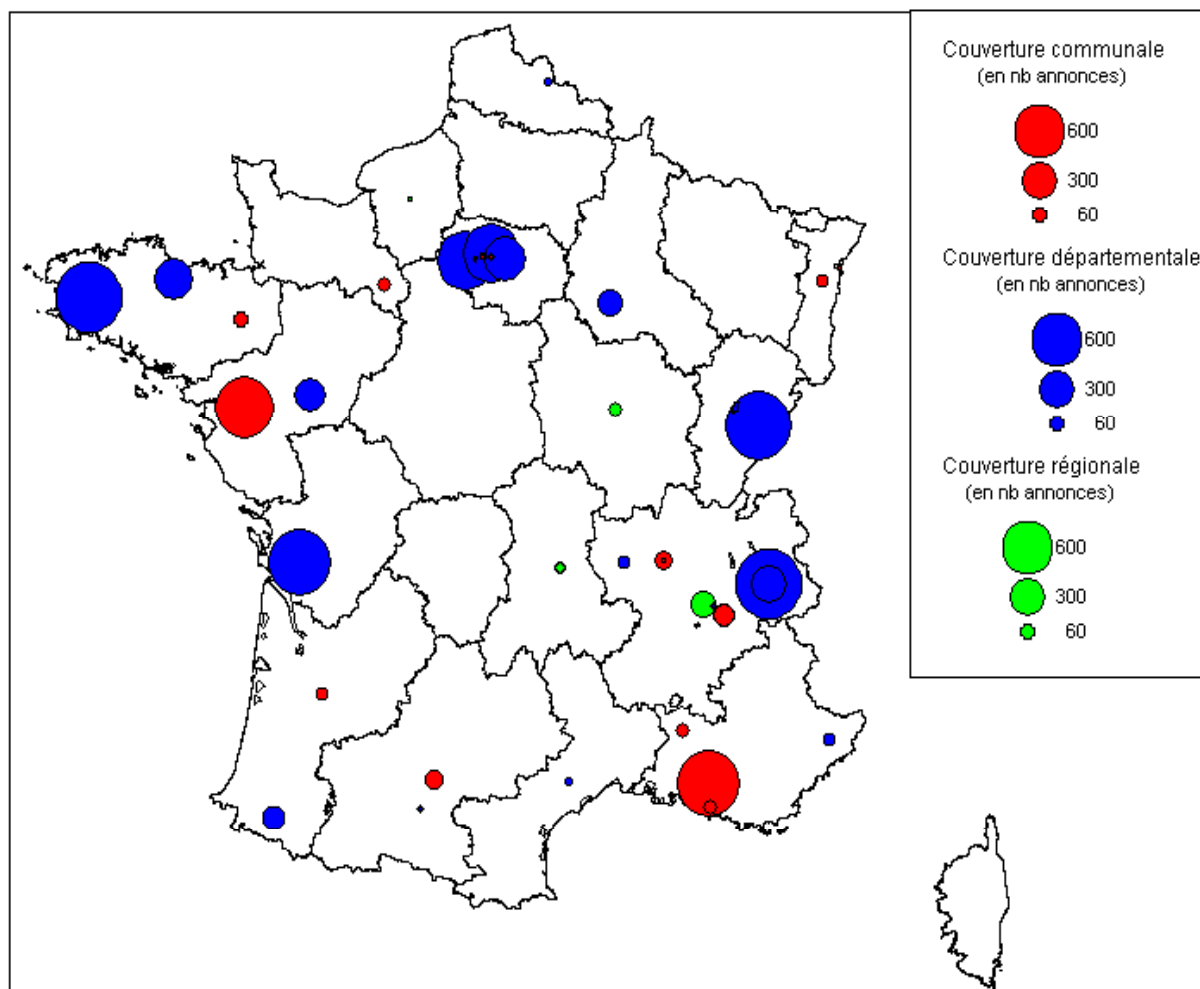 Couverture communale
(en nb annonces)
600
300
60
Couverture départementale
(en nb annonces)
600
300
60
Couverture régionale
(en nb annonces)
600
300
60